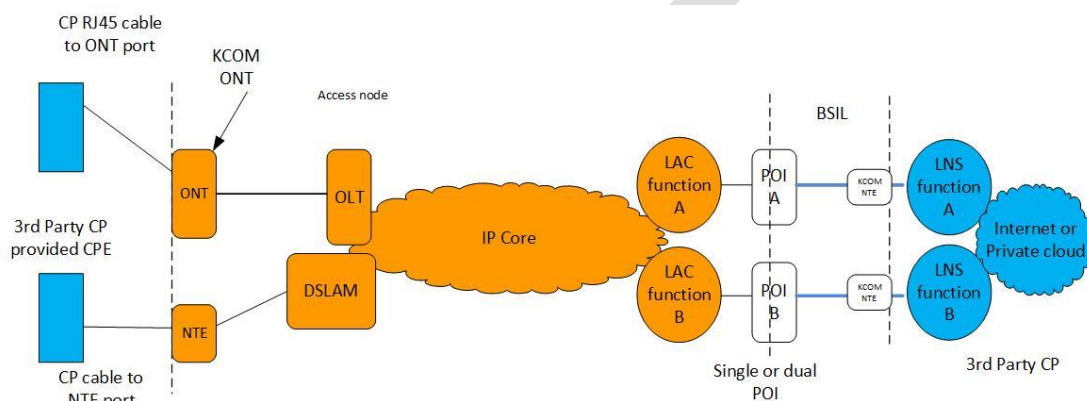 CP RJ45 cable
to ONT port
KCOM
ONT
Access node
BSIL
ONT
OLT
LAC
function
A
POI
A
KCOM
NTE
LNS
function
A
3rd Party CP
provided CPE
IP Core
Internet or
Private cloud
DSLAM
NTE
LAC
function
B
POI
B
KCOM
NTE
LNS
function
B
CP cable to
NTE port
Single or dual
POI
3rd Party CP